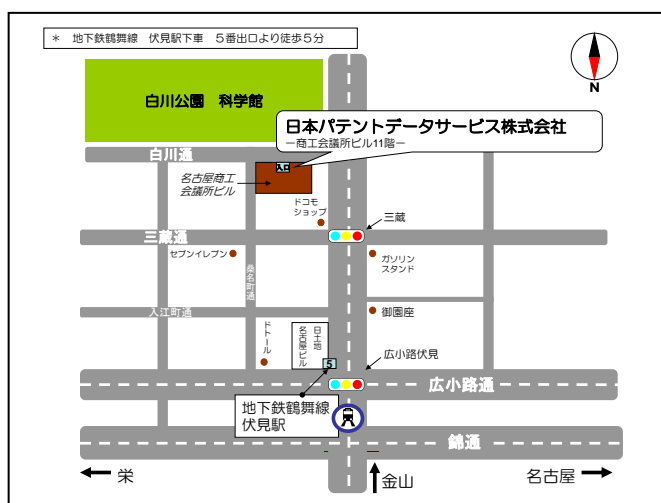 ＊　地下鉄鶴舞線　伏見駅下車　５番出口より徒歩５分
白川公園　科学館
日本パテントデータサービス株式会社
－商工会議所ビル11階－
N
白川通
入口
名古屋商工
会議所ビル
ドコモ
ショップ
三蔵
三蔵通
セブンイレブン
桑名町通
ガソリン
スタンド
入江町通
御園座
ドトール
日土地
名古屋ビル
5
広小路伏見
広小路通
地下鉄鶴舞線
伏見駅
錦通
栄
金山
名古屋